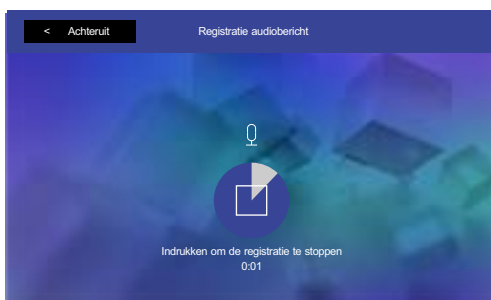 < Achteruit
Registratie audiobericht
Indrukken om de registratie te stoppen
0:01